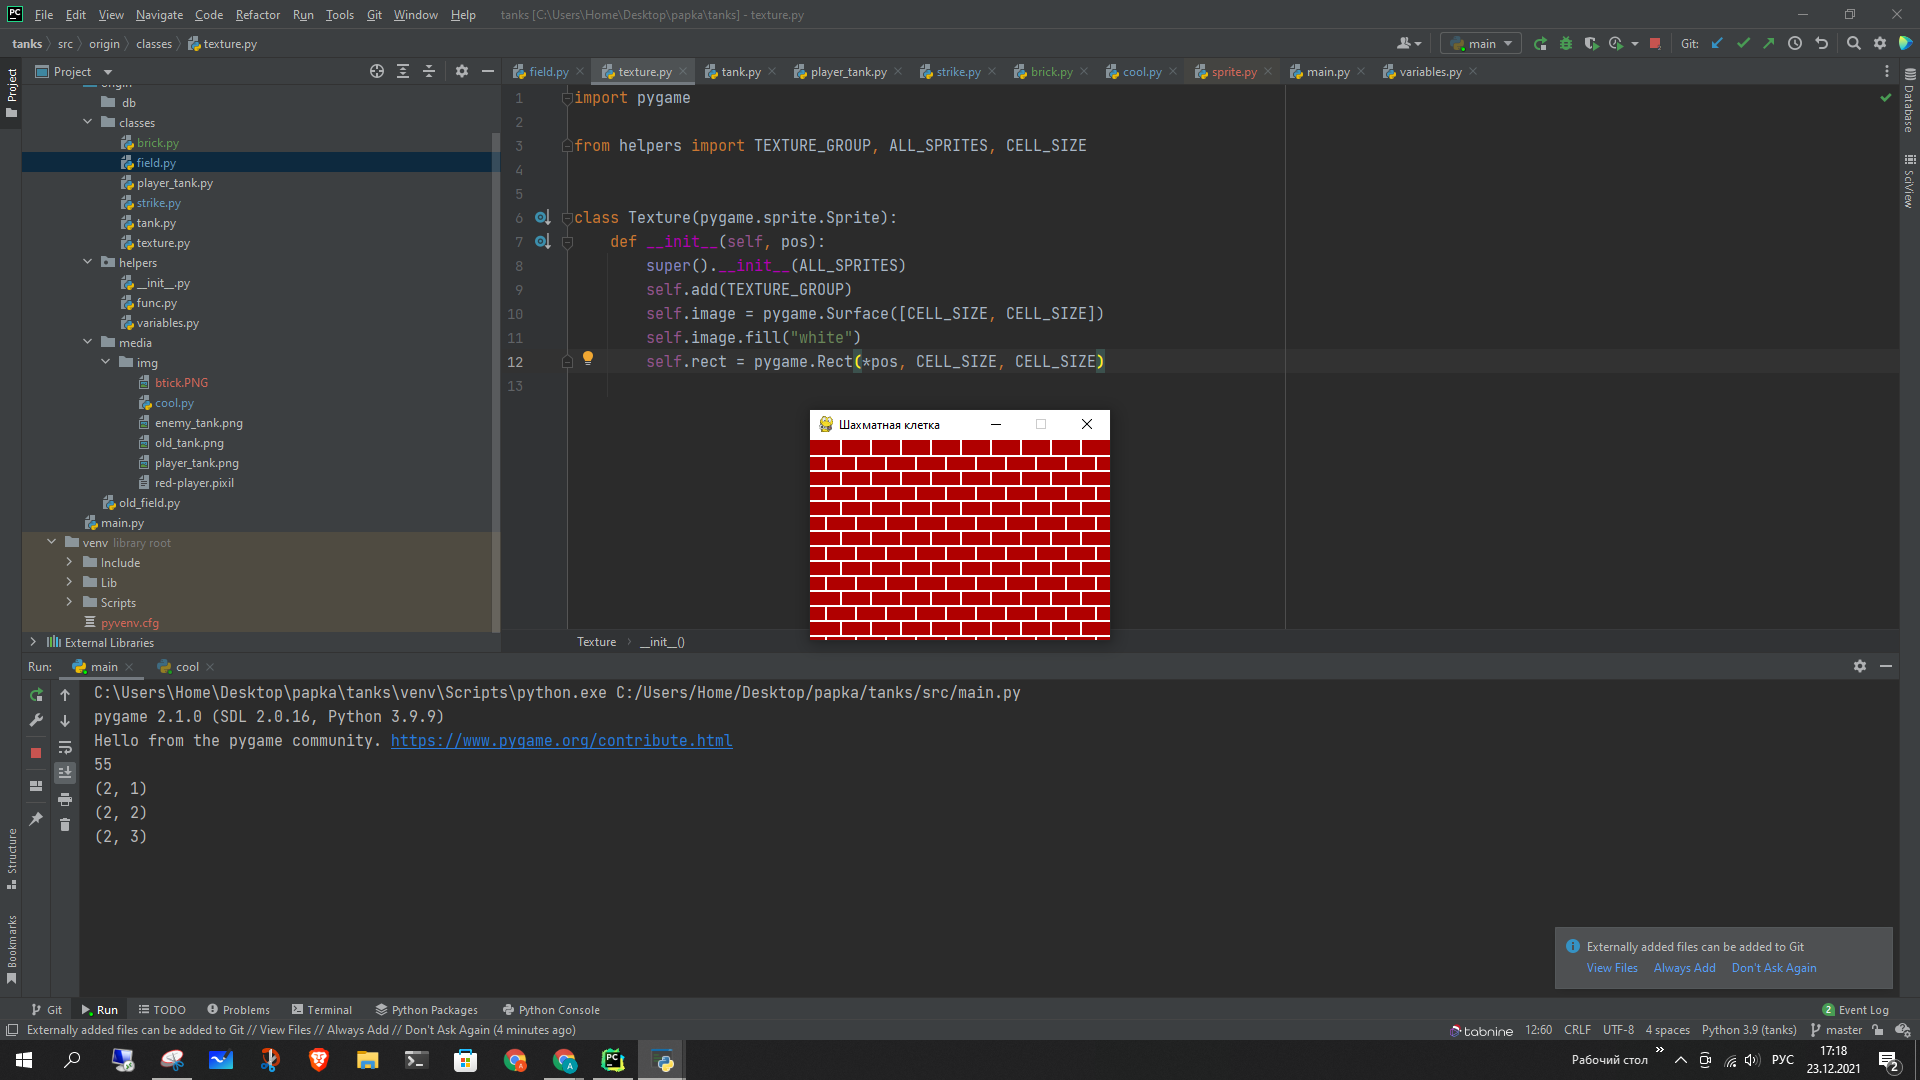 PC File Edit View Navigate Code Refactor Run Tools Git Window Help tanks [C:\Users\Home\Desktop\papka\tanks] - texture.py
tanks src origin classes texture.py
main Git:
Project
field.py texture.py tank.py player_tank.py strike.py brick.py cool.py sprite.py main.py variables.py
Project
Database
SciView
Structure
Bookmarks
origin
db
classes
brick.py
field.py
player_tank.py
strike.py
tank.py
texture.py
helpers
__init__.py
func.py
variables.py
media
img
btick.PNG
cool.py
enemy_tank.png
old_tank.png
player_tank.png
red-player.pixil
old_field.py
main.py
venv library root
Include
Lib
Scripts
pyvenv.cfg
External Libraries
1 import pygame
2
3 from helpers import TEXTURE_GROUP, ALL_SPRITES, CELL_SIZE
4
5
6 class Texture(pygame.sprite.Sprite):
7 def __init__(self, pos):
8 super().__init__(ALL_SPRITES)
9 self.add(TEXTURE_GROUP)
10 self.image = pygame.Surface([CELL_SIZE, CELL_SIZE])
11 self.image.fill("white")
12 self.rect = pygame.Rect(*pos, CELL_SIZE, CELL_SIZE)
13
Шахматная клетка
Texture __init__()
Run: main cool
C:\Users\Home\Desktop\papka\tanks\venv\Scripts\python.exe C:/Users/Home/Desktop/papka/tanks/src/main.py
pygame 2.1.0 (SDL 2.0.16, Python 3.9.9)
Hello from the pygame community. https://www.pygame.org/contribute.html
55
(2, 1)
(2, 2)
(2, 3)
Externally added files can be added to Git
View Files Always Add Don't Ask Again
Git Run TODO Problems Terminal Python Packages Python Console 2 Event Log
Externally added files can be added to Git // View Files // Always Add // Don't Ask Again (4 minutes ago) tabnine 12:60 CRLF UTF-8 4 spaces Python 3.9 (tanks) master
Рабочий стол РУС 17:18
23.12.2021
2